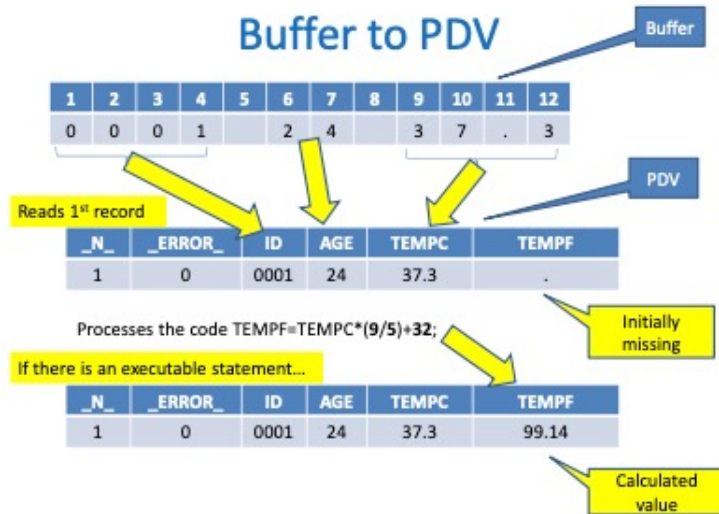 Buffer to PDV
Buffer
1 2 3 4 5 6 7 8 9 10 11 12
0 0 0 1 2 4 3 7 . 3
PDV
Reads 1st record
_N_ _ERROR_ ID AGE TEMPC TEMPF
1 0 0001 24 37.3 .
Processes the code TEMPF=TEMPC*(9/5)+32;
Initially
missing
If there is an executable statement...
_N_ _ERROR_ ID AGE TEMPC TEMPF
1 0 0001 24 37.3 99.14
Calculated
value